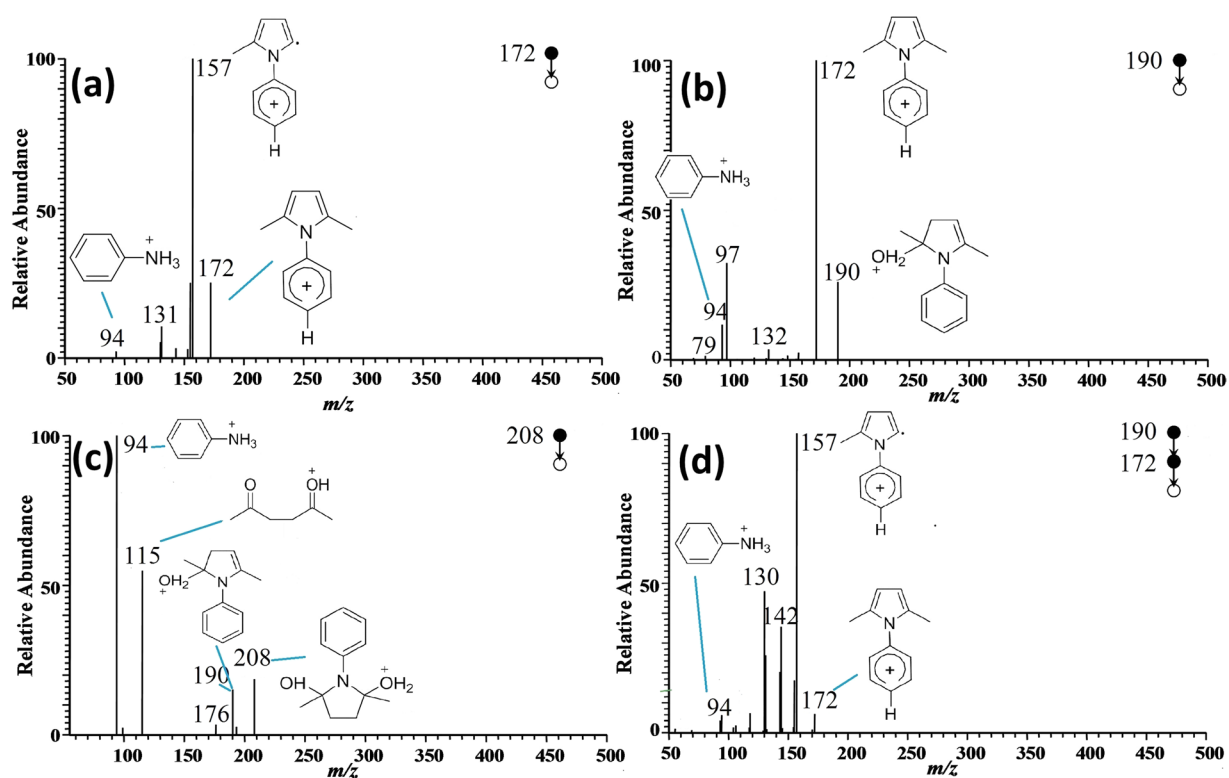 (a)
172
157
172
131
94
N
H
N
H
+
NH3
+
+
100
50
0
50 100 150 200 250 300 350 400 450 500
Relative Abundance
m/z
(b)
190
172
97
94
79
132
190
N
H
+
NH3
+
OH2
+
N
100
50
0
50 100 150 200 250 300 350 400 450 500
Relative Abundance
m/z
(c)
208
94
115
190
176
208
NH3
+
O
OH
+
OH2
+
N
OH
N
OH2
+
100
50
0
100 150 200 250 300 350 400 450 500
Relative Abundance
m/z
(d)
190
172
157
130
142
94
172
N
H
+
NH3
+
N
H
+
100
50
0
50 100 150 200 250 300 350 400 450 500
Relative Abundance
m/z